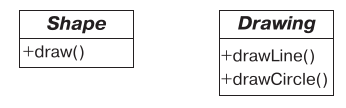 Shape
+draw()
Drawing
+drawLine()
+drawCircle()